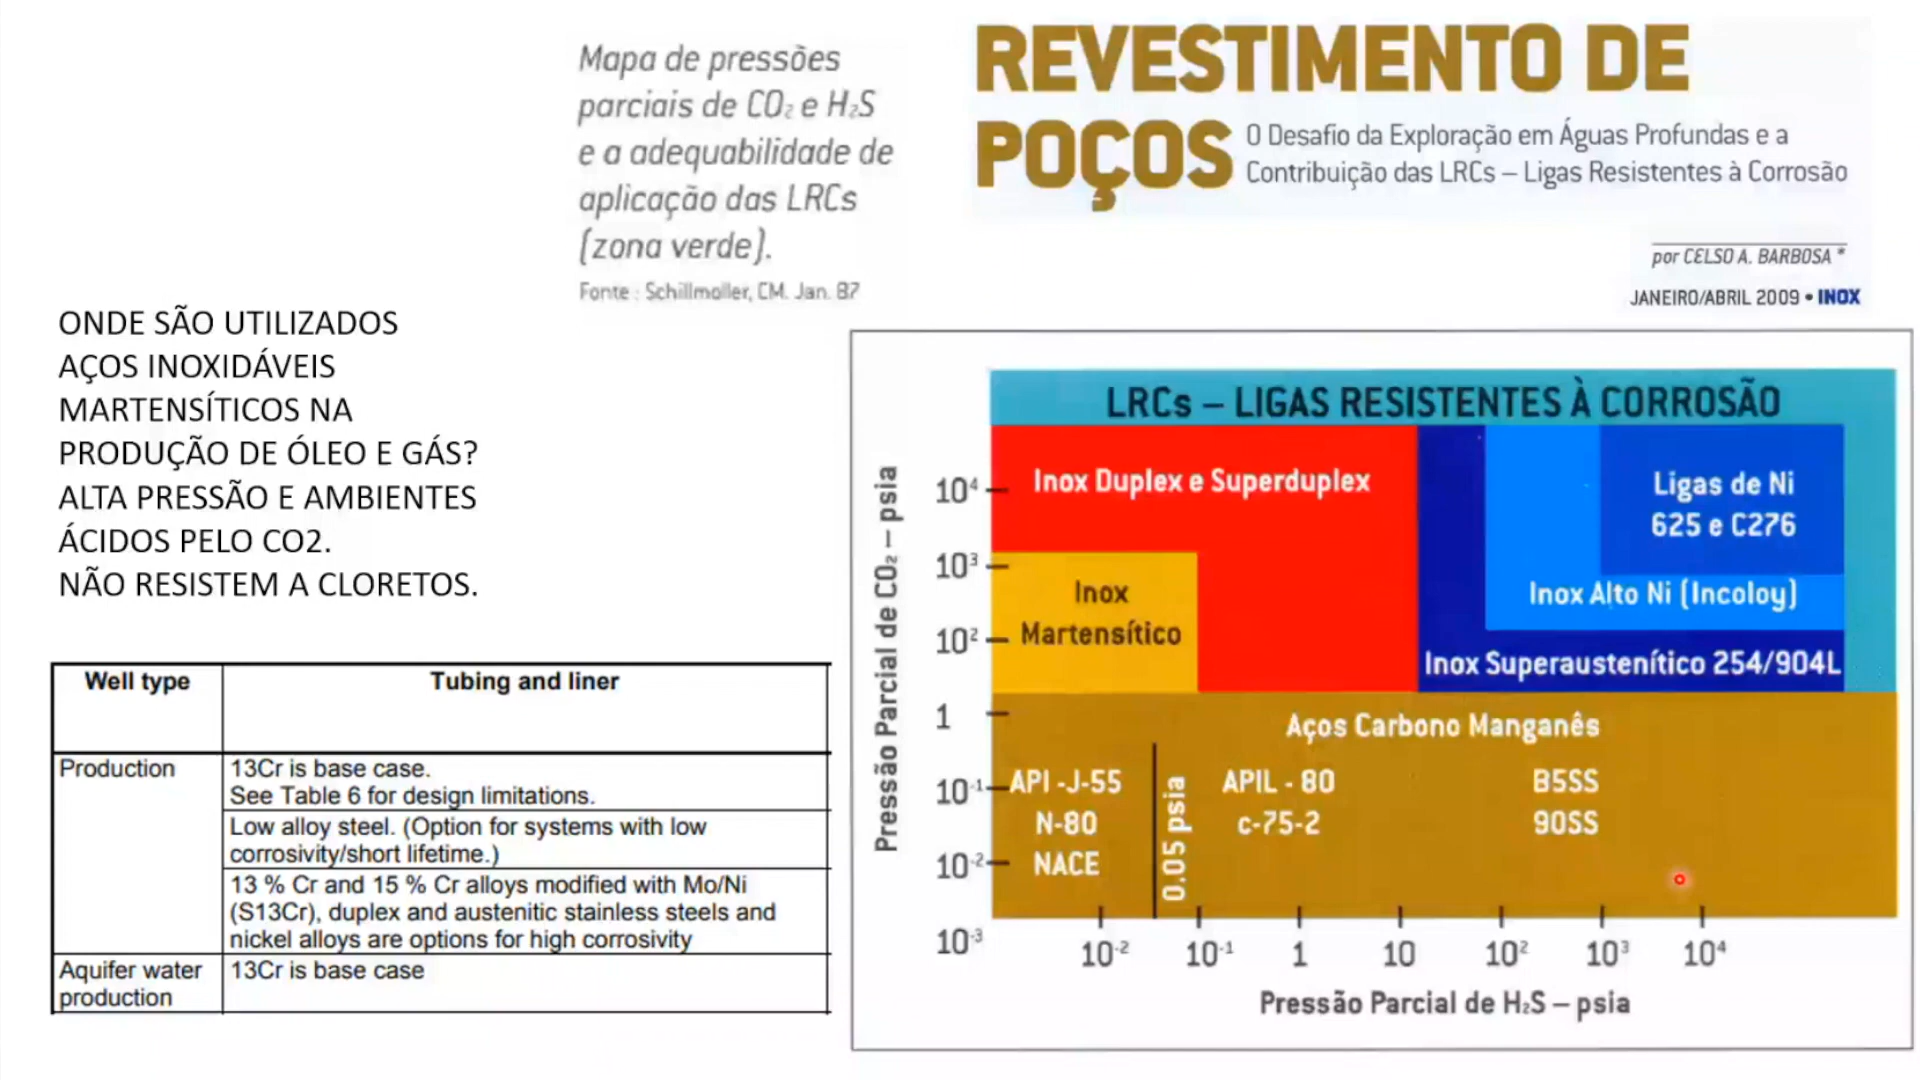 Mapa de pressões
parciais de CO₂ e H₂S
e a adequabilidade de
aplicação das LRCs
(zona verde).
Fonte : Schillmoller, CM. Jan. 87
REVESTIMENTO DE
POÇOS
O Desafio da Exploração em Águas Profundas e a
Contribuição das LRCs – Ligas Resistentes à Corrosão
por CELSO A. BARBOSA *
JANEIRO/ABRIL 2009 • INOX
ONDE SÃO UTILIZADOS
AÇOS INOXIDÁVEIS
MARTENSÍTICOS NA
PRODUÇÃO DE ÓLEO E GÁS?
ALTA PRESSÃO E AMBIENTES
ÁCIDOS PELO CO2.
NÃO RESISTEM A CLORETOS.
Well type
Tubing and liner
Production
13Cr is base case.
See Table 6 for design limitations.
Low alloy steel. (Option for systems with low
corrosivity/short lifetime.)
13 % Cr and 15 % Cr alloys modified with Mo/Ni
(S13Cr), duplex and austenitic stainless steels and
nickel alloys are options for high corrosivity
Aquifer water
production
13Cr is base case
LRCs – LIGAS RESISTENTES À CORROSÃO
Pressão Parcial de CO₂ – psia
10⁴
10³
10²
1
10⁻¹
10⁻²
10⁻³
Inox Duplex e Superduplex
Ligas de Ni
625 e C276
Inox
Martensítico
Inox Alto Ni (Incoloy)
Inox Superaustenítico 254/904L
Aços Carbono Manganês
API -J-55
N-80
NACE
0.05 psia
APIL - 80
c-75-2
B5SS
90SS
10⁻²
10⁻¹
1
10
10²
10³
10⁴
Pressão Parcial de H₂S – psia